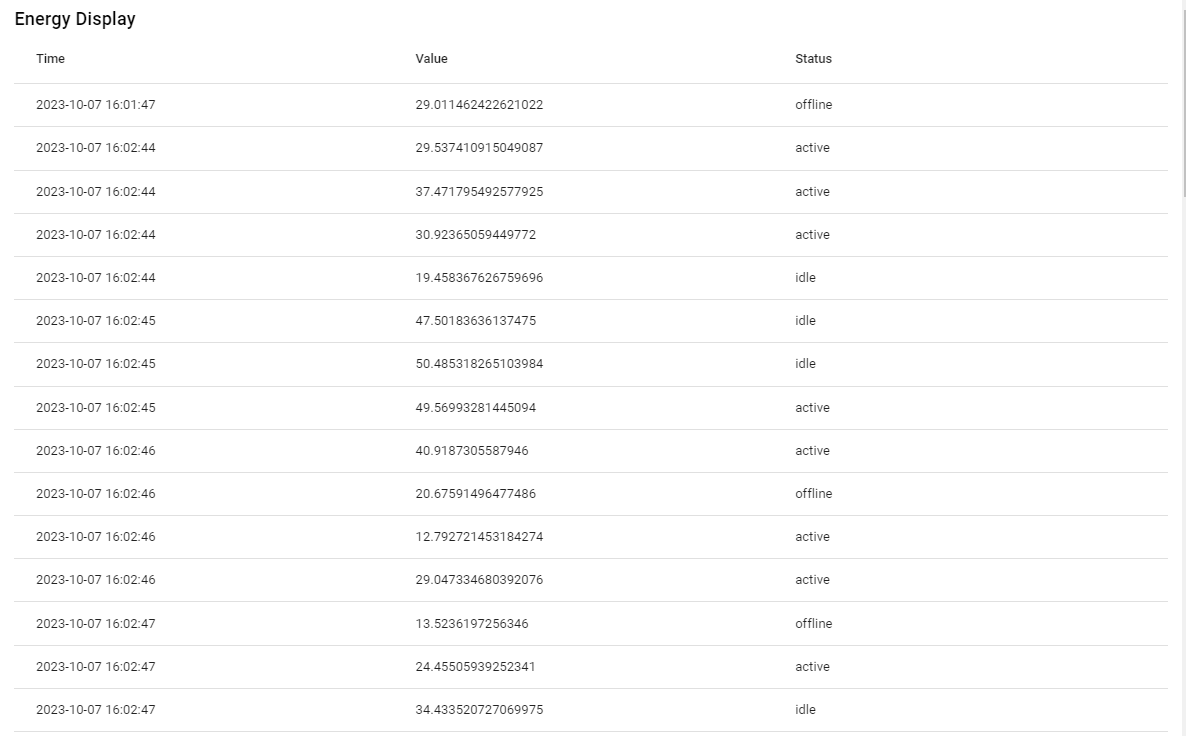 Energy Display
Time Value Status
2023-10-07 16:01:47 29.011462422621022 offline
2023-10-07 16:02:44 29.537410915049087 active
2023-10-07 16:02:44 37.471795492577925 active
2023-10-07 16:02:44 30.92365059449772 active
2023-10-07 16:02:44 19.458367626759696 idle
2023-10-07 16:02:45 47.50183636137475 idle
2023-10-07 16:02:45 50.485318265103984 idle
2023-10-07 16:02:45 49.56993281445094 active
2023-10-07 16:02:46 40.9187305587946 active
2023-10-07 16:02:46 20.67591496477486 offline
2023-10-07 16:02:46 12.792721453184274 active
2023-10-07 16:02:46 29.047334680392076 active
2023-10-07 16:02:47 13.5236197256346 offline
2023-10-07 16:02:47 24.45505939252341 active
2023-10-07 16:02:47 34.433520727069975 idle